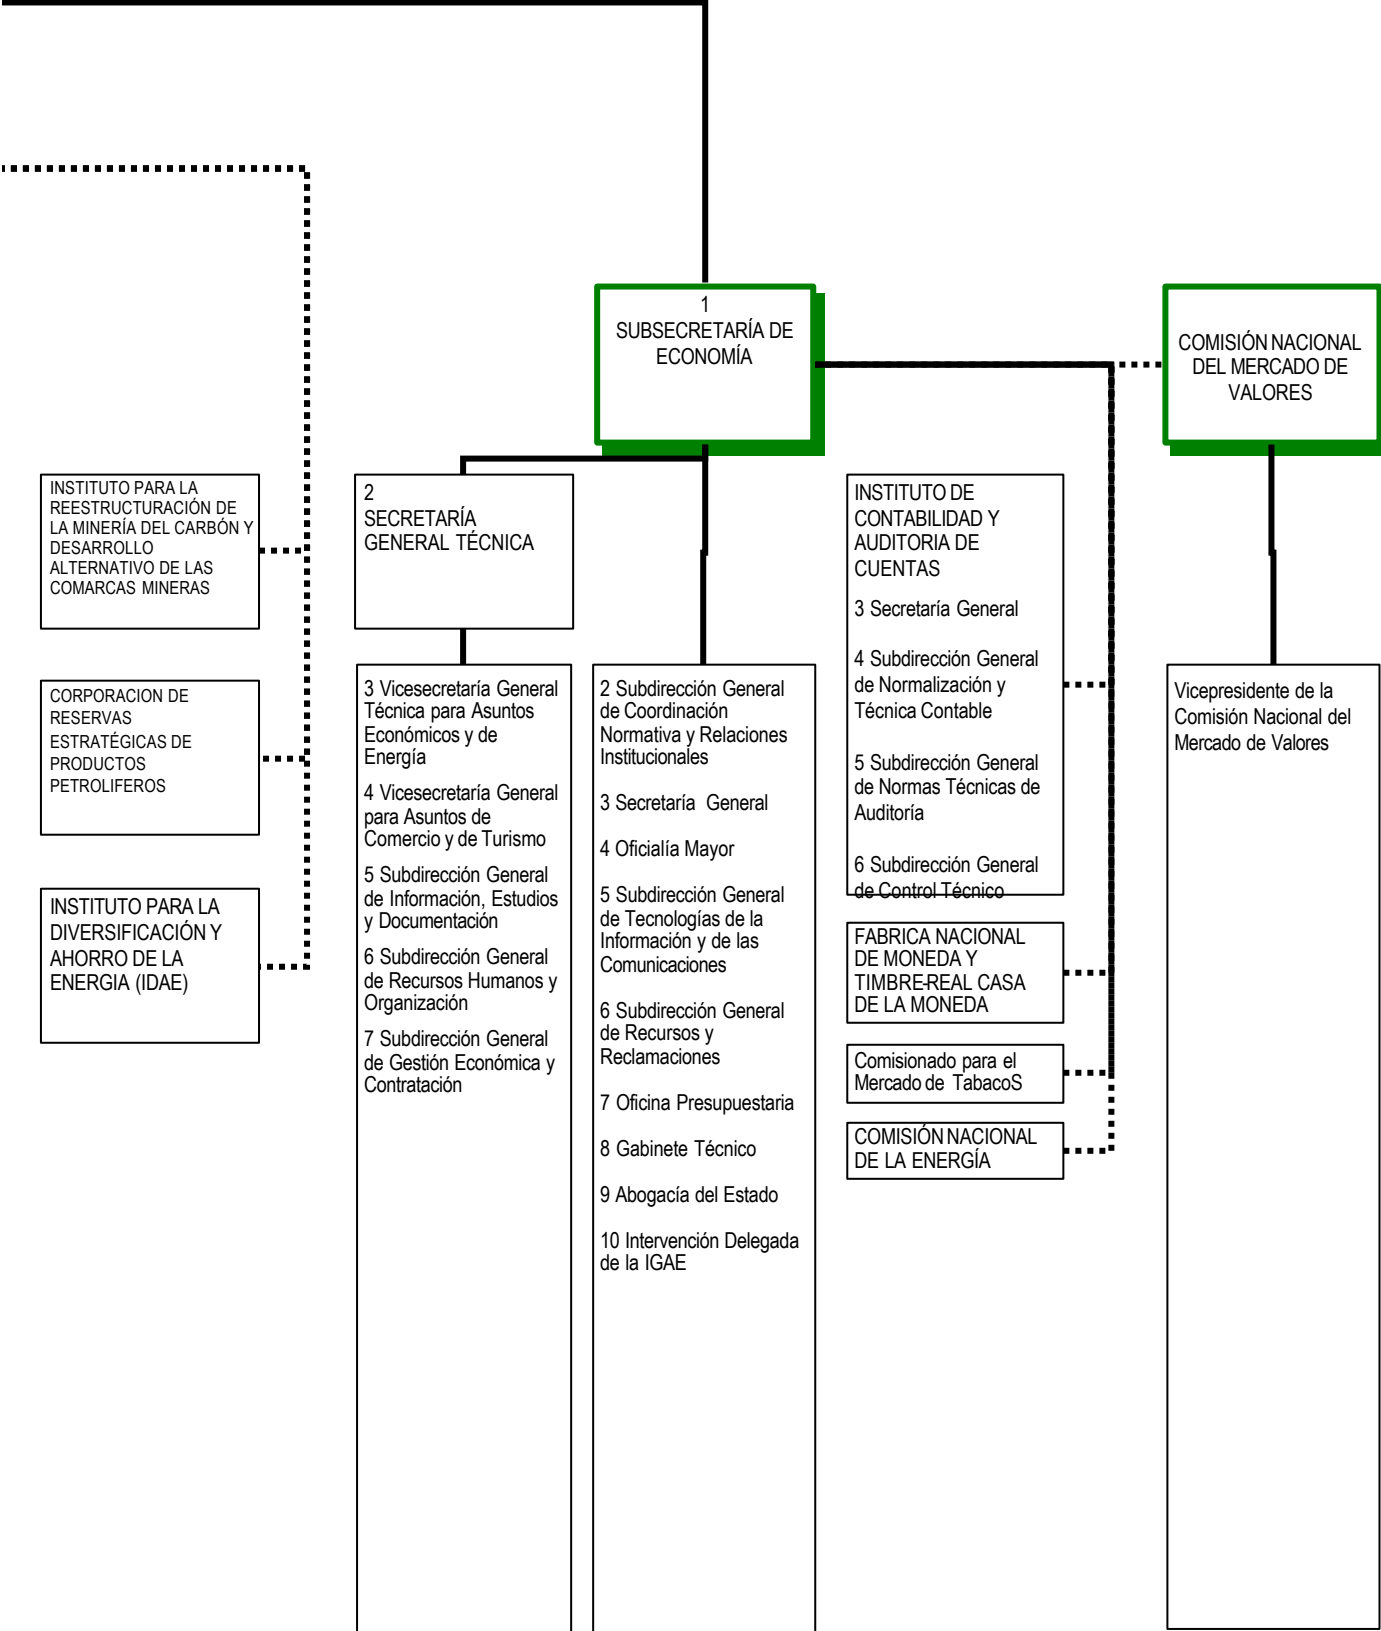 1
SUBSECRETARÍA DE
ECONOMÍA
COMISIÓN NACIONAL
DEL MERCADO DE
VALORES
INSTITUTO PARA LA
REESTRUCTURACIÓN DE
LA MINERÍA DEL CARBÓN Y
DESARROLLO
ALTERNATIVO DE LAS
COMARCAS MINERAS
CORPORACION DE
RESERVAS
ESTRATÉGICAS DE
PRODUCTOS
PETROLIFEROS
INSTITUTO PARA LA
DIVERSIFICACIÓN Y
AHORRO DE LA
ENERGIA (IDAE)
2
SECRETARÍA
GENERAL TÉCNICA
3 Vicesecretaría General
Técnica para Asuntos
Económicos y de
Energía
4 Vicesecretaría General
para Asuntos de
Comercio y de Turismo
5 Subdirección General
de Información, Estudios
y Documentación
6 Subdirección General
de Recursos Humanos y
Organización
7 Subdirección General
de Gestión Económica y
Contratación
2 Subdirección General
de Coordinación
Normativa y Relaciones
Institucionales
3 Secretaría General
4 Oficialía Mayor
5 Subdirección General
de Tecnologías de la
Información y de las
Comunicaciones
6 Subdirección General
de Recursos y
Reclamaciones
7 Oficina Presupuestaria
8 Gabinete Técnico
9 Abogacía del Estado
10 Intervención Delegada
de la IGAE
INSTITUTO DE
CONTABILIDAD Y
AUDITORIA DE
CUENTAS
3 Secretaría General
4 Subdirección General
de Normalización y
Técnica Contable
5 Subdirección General
de Normas Técnicas de
Auditoría
6 Subdirección General
de Control Técnico
FABRICA NACIONAL
DE MONEDA Y
TIMBRE-REAL CASA
DE LA MONEDA
Comisionado para el
Mercado de TabacoS
COMISIÓN NACIONAL
DE LA ENERGÍA
Vicepresidente de la
Comisión Nacional del
Mercado de Valores